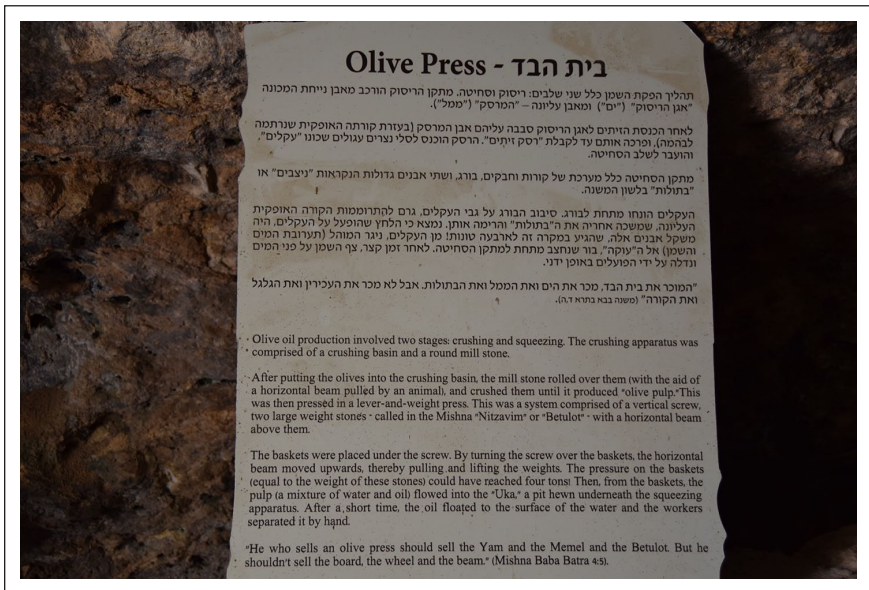 Olive Press - בית הבד
תהליך הפקת השמן כלל שני שלבים: ריסוק וסחיטה. מתקן הריסוק הורכב מאבן נייחת המכונה
"אגן הריסוק" ("ים") ומאבן עליונה – "המרסק" ("ממל").
לאחר הכנסת הזיתים לאגן הריסוק סבבה עליהם אבן המרסק (בעזרת קורתה האופקית שנרתמה
לבהמה), ופרכה אותם עד לקבלת "רסק זיתים". הרסק הוכנס לסלי נצרים עגולים שכונו "עקלים",
והועבר לשלב הסחיטה.
מתקן הסחיטה כלל מערכת של קורות וחבקים, בורג, ושתי אבנים גדולות הנקראות "ניצבים" או
"בתולות" בלשון המשנה.
העקלים הונחו מתחת לבורג. סיבוב הבורג על גבי העקלים, גרם להתרוממות הקורה האופקית
העליונה, שמשכה אחריה את ה"בתולות" והרימה אותן. נמצא כי הלחץ שהופעל על העקלים, היה
משקל אבנים אלה, שהגיע במקרה זה לארבעה טונות! מן העקלים, ניגר המוהל (תערובת המים
והשמן) אל ה"עוקה", בור שנחצב מתחת למתקן הסחיטה. לאחר זמן קצר, צף השמן על פני המים
ונדלה על ידי הפועלים באופן ידני.
"המוכר את בית הבד, מכר את הים ואת הממל ואת הבתולות. אבל לא מכר את העכירין ואת הגלגל
ואת הקורה" (משנה בבא בתרא ד,ה).
Olive oil production involved two stages: crushing and squeezing. The crushing apparatus was
comprised of a crushing basin and a round mill stone.
After putting the olives into the crushing basin, the mill stone rolled over them (with the aid of
a horizontal beam pulled by an animal), and crushed them until it produced "olive pulp." This
was then pressed in a lever-and-weight press. This was a system comprised of a vertical screw,
two large weight stones - called in the Mishna "Nitzavim" or "Betulot" - with a horizontal beam
above them.
The baskets were placed under the screw. By turning the screw over the baskets, the horizontal
beam moved upwards, thereby pulling and lifting the weights. The pressure on the baskets
(equal to the weight of these stones) could have reached four tons! Then, from the baskets, the
pulp (a mixture of water and oil) flowed into the "Uka," a pit hewn underneath the squeezing
apparatus. After a short time, the oil floated to the surface of the water and the workers
separated it by hand.
"He who sells an olive press should sell the Yam and the Memel and the Betulot. But he
shouldn't sell the board, the wheel and the beam." (Mishna Baba Batra 4:5).